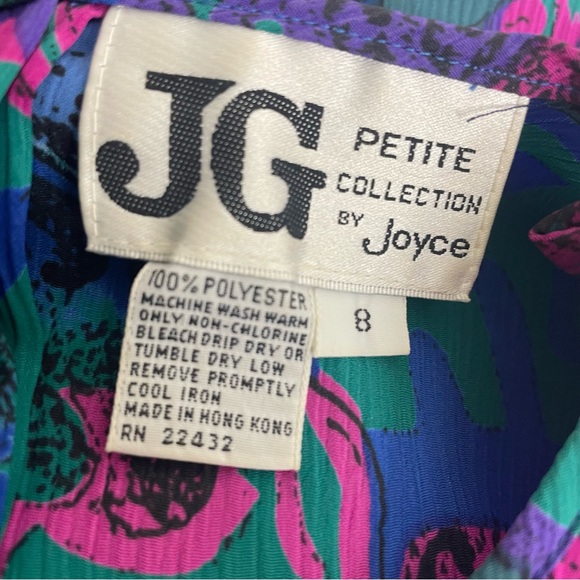 JG
PETITE
COLLECTION
BY Joyce
100% POLYESTER
MACHINE WASH WARM
ONLY NON-CHLORINE
BLEACH DRIP DRY OR
TUMBLE DRY LOW
REMOVE PROMPTLY
COOL IRON
MADE IN HONG KONG
RN 22432
8